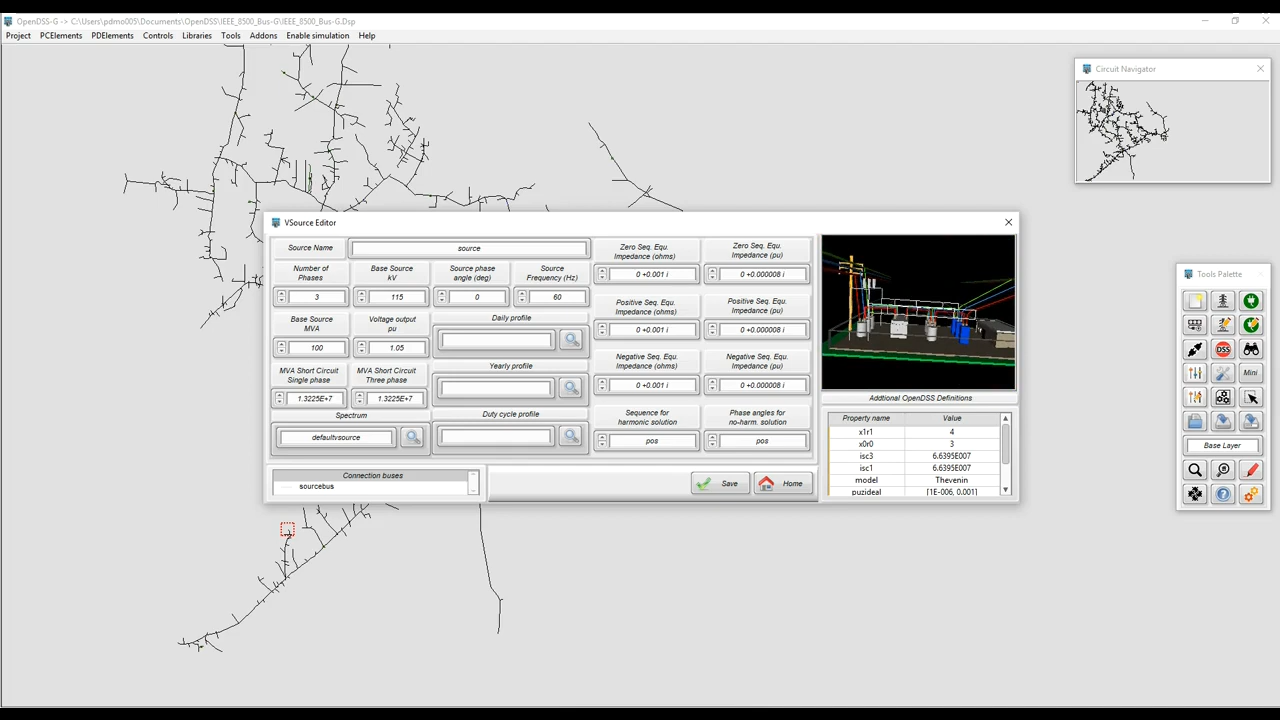 OpenDSS-G -> C:\Users\pdmo005\Documents\OpenDSS\IEEE_8500_Bus-G\IEEE_8500_Bus-G.Dsp
Project PCElements PDElements Controls Libraries Tools Addons Enable simulation Help
Circuit Navigator
VSource Editor
Source Name
source
Number of
Phases
3
Base Source
kV
115
Source phase
angle (deg)
0
Source
Frequency (Hz)
60
Base Source
MVA
100
Voltage output
pu
1.05
Daily profile
MVA Short Circuit
Single phase
1.3225E+7
MVA Short Circuit
Three phase
1.3225E+7
Yearly profile
Spectrum
defaultvsource
Duty cycle profile
Zero Seq. Equ.
Impedance (ohms)
0 +0.001 i
Zero Seq. Equ.
Impedance (pu)
0 +0.000008 i
Positive Seq. Equ.
Impedance (ohms)
0 +0.001 i
Positive Seq. Equ.
Impedance (pu)
0 +0.000008 i
Negative Seq. Equ.
Impedance (ohms)
0 +0.001 i
Negative Seq. Equ.
Impedance (pu)
0 +0.000008 i
Sequence for
harmonic solution
pos
Phase angles for
no-harm. solution
pos
Connection buses
sourcebus
Save
Home
Addtional OpenDSS Definitions
Property name Value
x1r1 4
x0r0 3
isc3 6.6395E007
isc1 6.6395E007
model Thevenin
puzideal [1E-006, 0.001]
Tools Palette
DSS
Mini
Base Layer